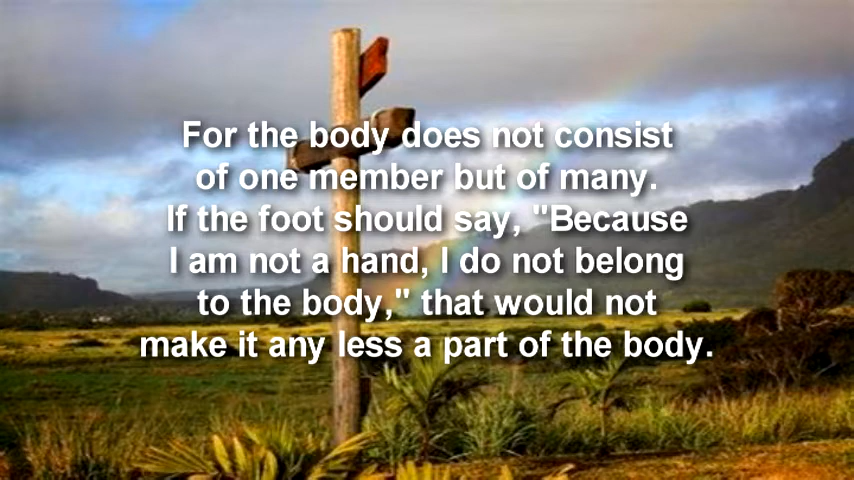 For the body does not consist
of one member but of many.
If the foot should say, "Because
I am not a hand, I do not belong
to the body," that would not
make it any less a part of the body.